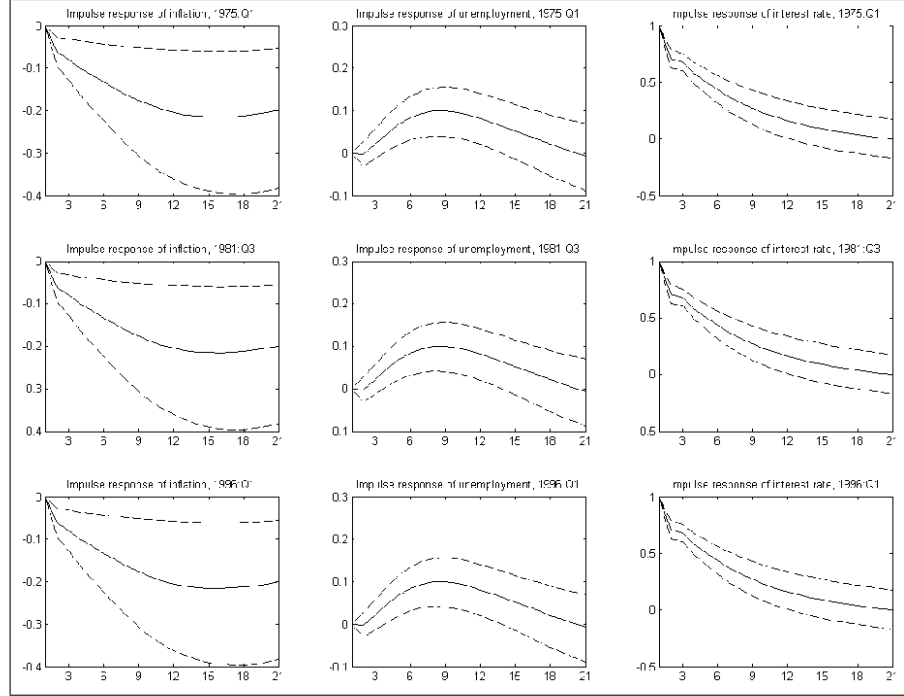 Impulse response of inflation, 1975:Q1
0
-0.1
-0.2
-0.3
-0.4
3 6 9 12 15 18 21
Impulse response of unemployment, 1975 Q1
0.3
0.2
0.1
0
-0.1
3 6 9 12 15 18 21
mpulse response of interest rate, 1975:Q1
1
0.5
0
-0.5
3 6 9 12 15 18 21
Impulse response of inflation, 1981:Q3
0
-0.1
-0.2
0.3
0.4
3 6 9 12 15 18 21
Impulse response of unemployment, 1981 Q3
0.3
0.2
0.1
0
0.1
3 6 9 12 15 18 21
mpulse response of interest rate, 1981:Q3
1
0.5
0
0.5
3 6 9 12 15 18 21
Impulse response of inflation, 1996:Q1
0
-0.1
-0.2
-0.3
-0.4
3 6 9 12 15 18 21
Impulse response of unemployment, 1996 Q1
0.3
0.2
0.1
0
-0.1
3 6 9 12 15 18 21
mpulse response of interest rate, 1996:Q1
1
0.5
0
-0.5
3 6 9 12 15 18 21